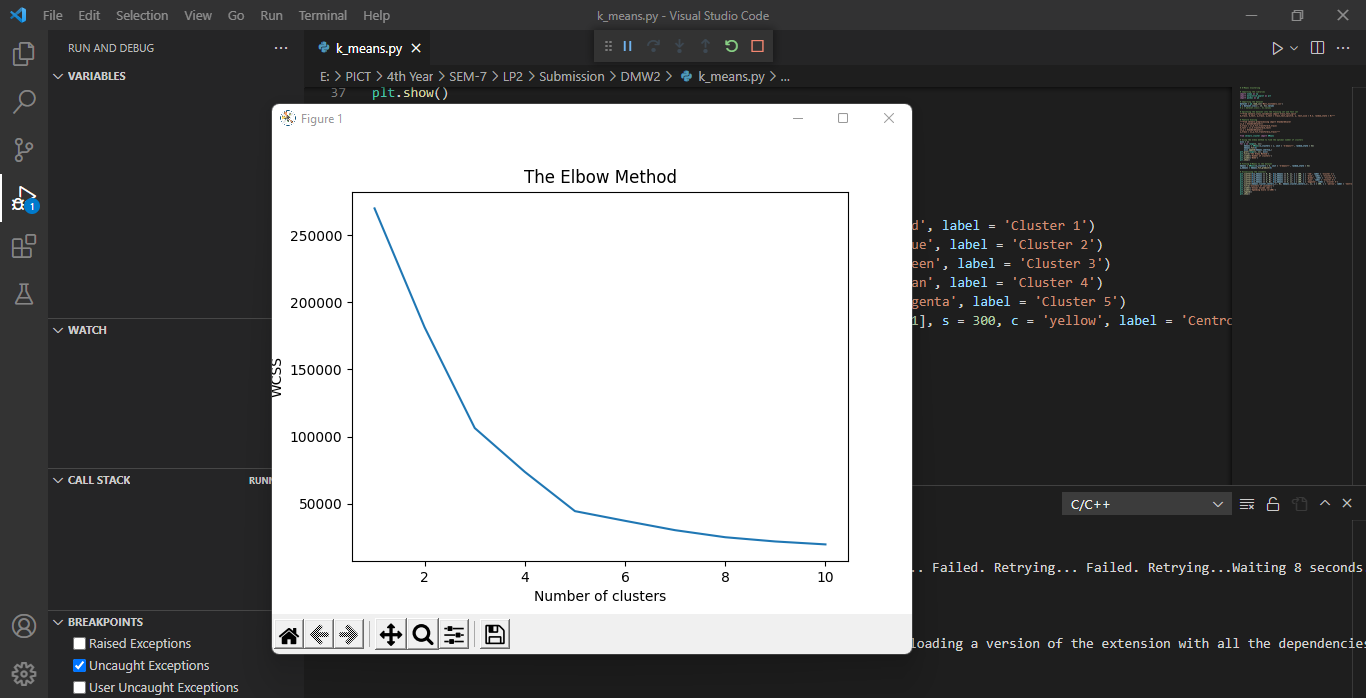 File Edit Selection View Go Run Terminal Help k_means.py - Visual Studio Code
RUN AND DEBUG ...
k_means.py
E: > PICT > 4th Year > SEM-7 > LP2 > Submission > DMW2 > k_means.py > ...
VARIABLES
37 plt.show()
Figure 1
The Elbow Method
250000
200000
150000
100000
50000
WCSS
2 4 6 8 10
Number of clusters
d', label = 'Cluster 1')
ue', label = 'Cluster 2')
een', label = 'Cluster 3')
an', label = 'Cluster 4')
genta', label = 'Cluster 5')
1], s = 300, c = 'yellow', label = 'Centro
WATCH
CALL STACK RUNN
1
C/C++
.. Failed. Retrying... Failed. Retrying...Waiting 8 seconds
loading a version of the extension with all the dependencies
BREAKPOINTS
Raised Exceptions
Uncaught Exceptions
User Uncaught Exceptions